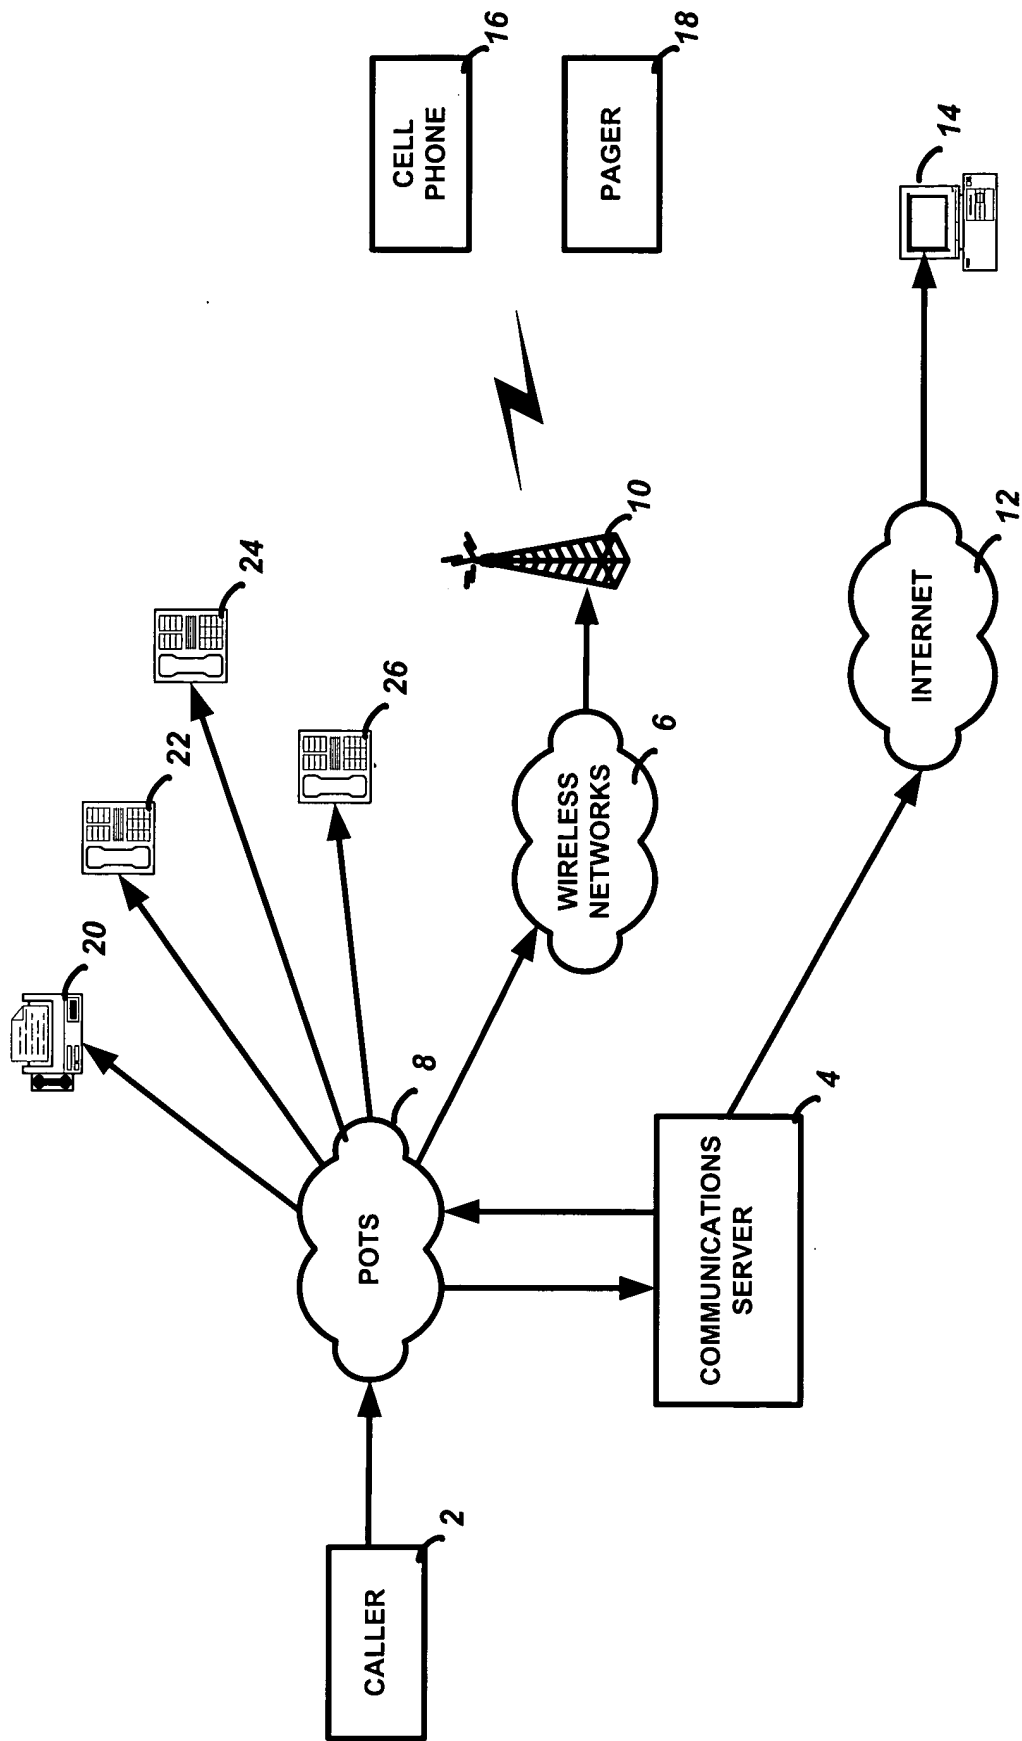 CALLER
2
POTS
8
COMMUNICATIONS
SERVER
4
20
22
24
26
WIRELESS
NETWORKS
6
10
INTERNET
12
CELL
PHONE
16
PAGER
18
14